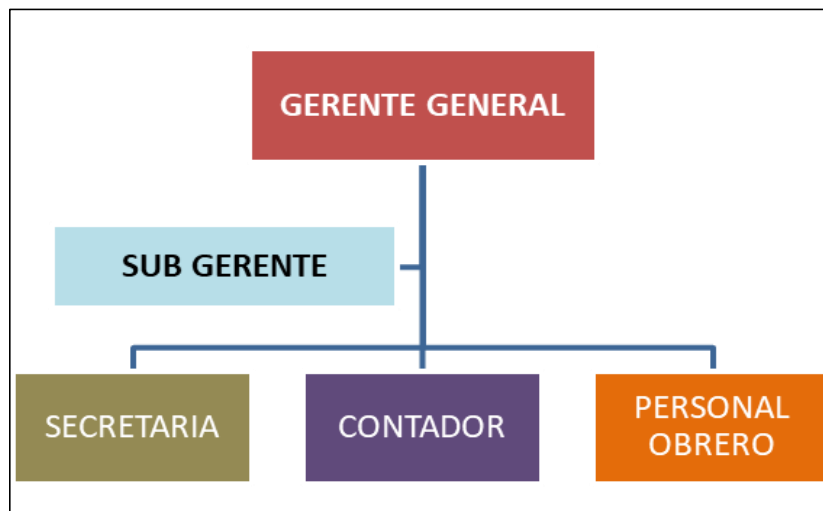 GERENTE GENERAL
SUB GERENTE
SECRETARIA
CONTADOR
PERSONAL
OBRERO